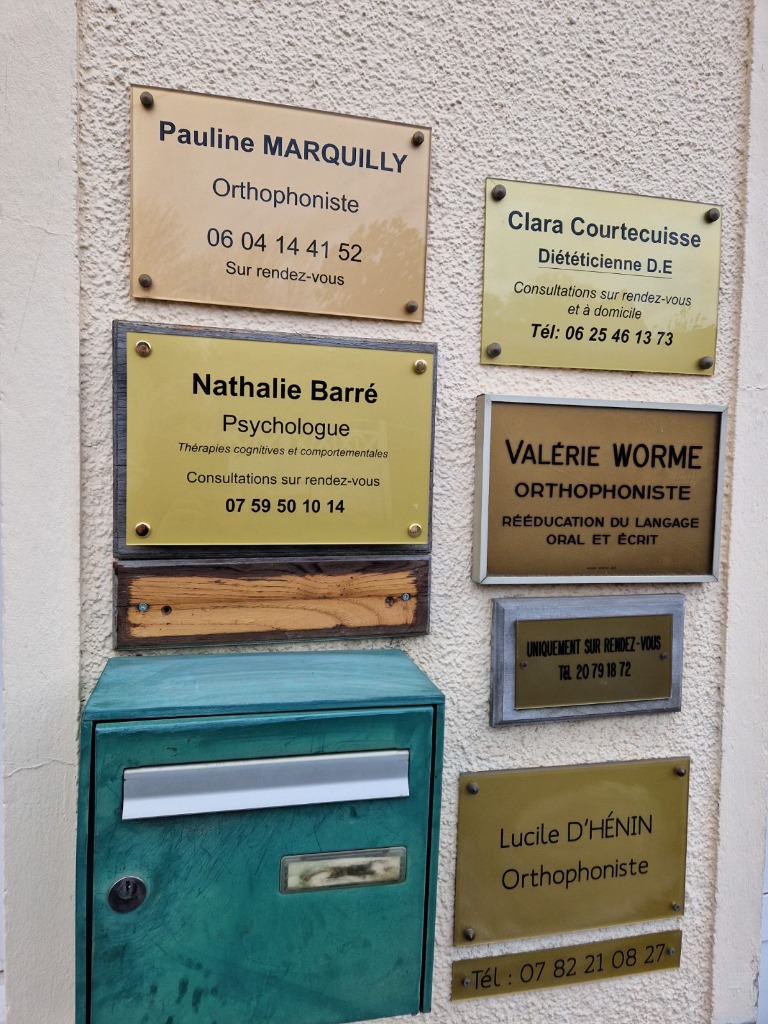 Pauline MARQUILLY
Orthophoniste
06 04 14 41 52
Sur rendez-vous
Nathalie Barré
Psychologue
Thérapies cognitives et comportementales
Consultations sur rendez-vous
07 59 50 10 14
Clara Courtecuisse
Diététicienne D.E
Consultations sur rendez-vous
et à domicile
Tél: 06 25 46 13 73
VALÉRIE WORME
ORTHOPHONISTE
RÉÉDUCATION DU LANGAGE
ORAL ET ÉCRIT
UNIQUEMENT SUR RENDEZ-VOUS
TÉL 20 79 18 72
Lucile D'HÉNIN
Orthophoniste
Tél : 07 82 21 08 27